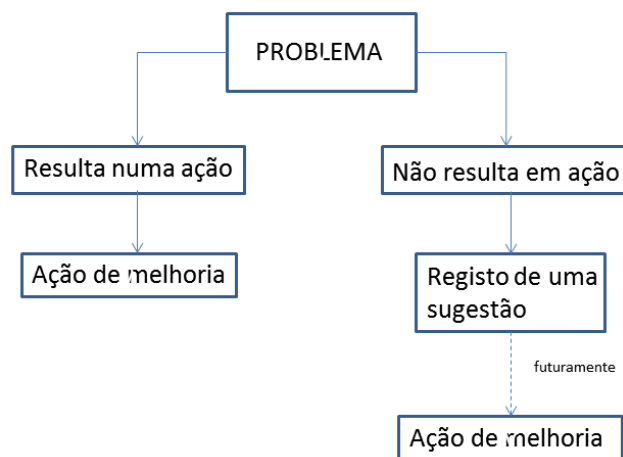 PROBLEMA
Resulta numa ação
Não resulta em ação
Ação de melhoria
Registo de uma
sugestão
futuramente
Ação de melhoria